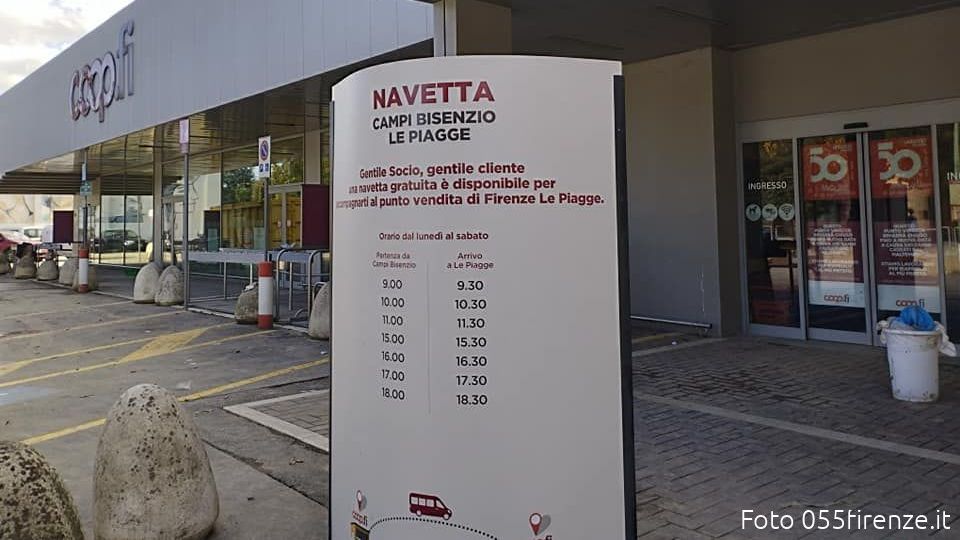 coop.fi
NAVETTA
CAMPI BISENZIO
LE PIAGGE
Gentile Socio, gentile cliente
una navetta gratuita è disponibile per
accompagnarti al punto vendita di Firenze Le Piagge.
Orario dal lunedì al sabato
Partenza da
Campi Bisenzio
Arrivo
a Le Piagge
9.00 9.30
10.00 10.30
11.00 11.30
15.00 15.30
16.00 16.30
17.00 17.30
18.00 18.30
coop.fi
INGRESSO
50
50
coop.fi
coop.fi
Foto 055firenze.it